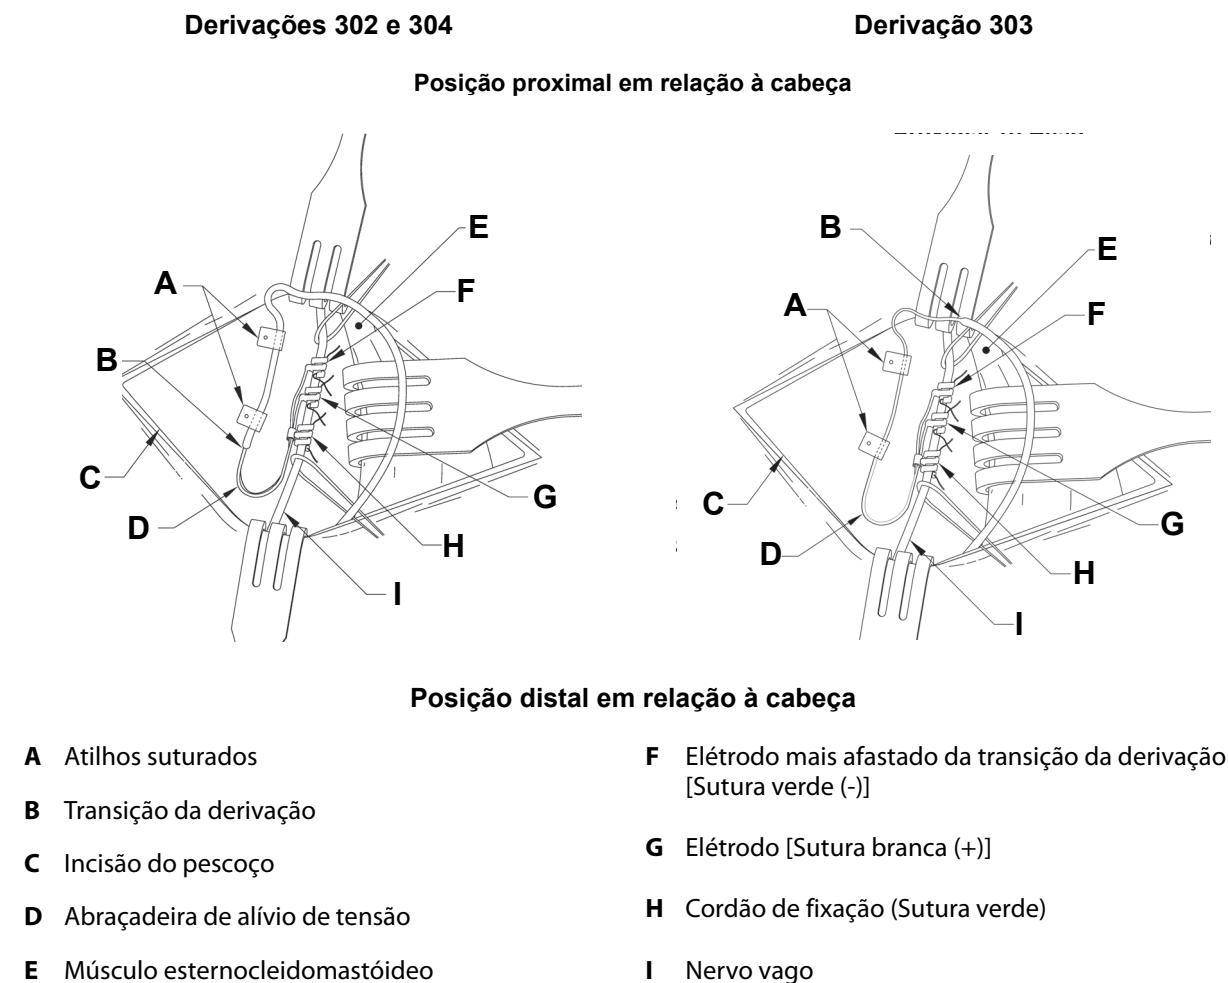 Derivações 302 e 304
Derivação 303
Posição proximal em relação à cabeça
E
F
A
B
C
D
G
H
I
B
E
A
F
C
D
G
H
I
Posição distal em relação à cabeça
A Atilhos suturados
B Transição da derivação
C Incisão do pescoço
D Abraçadeira de alívio de tensão
E Músculo esternocleidomastóideo
F Elétrodo mais afastado da transição da derivação
[Sutura verde (-)]
G Elétrodo [Sutura branca (+)]
H Cordão de fixação (Sutura verde)
I Nervo vago